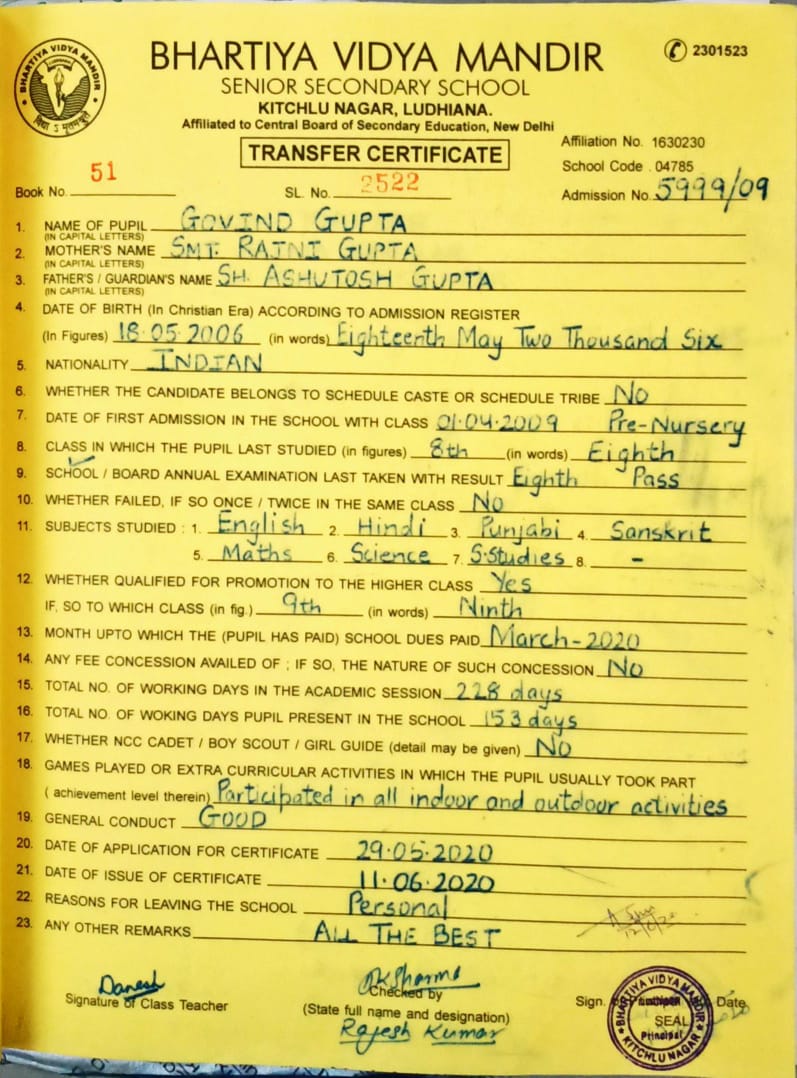 BHARTIYA VIDYA MANDIR
विद्या ऽ मृतमश्नुते
BHARTIYA VIDYA MANDIR
2301523
SENIOR SECONDARY SCHOOL
KITCHLU NAGAR, LUDHIANA.
Affiliated to Central Board of Secondary Education, New Delhi
Affiliation No. 1630230
TRANSFER CERTIFICATE
School Code . 04785
Book No. 51 SL. No. 2522 Admission No. 5999/09
1. NAME OF PUPIL GOVIND GUPTA
(IN CAPITAL LETTERS)
2. MOTHER'S NAME SMT. RAJNI GUPTA
(IN CAPITAL LETTERS)
3. FATHER'S / GUARDIAN'S NAME SH. ASHUTOSH GUPTA
(IN CAPITAL LETTERS)
4. DATE OF BIRTH (In Christian Era) ACCORDING TO ADMISSION REGISTER
(In Figures) 18.05.2006 (in words) Eighteenth May Two Thousand Six
5. NATIONALITY INDIAN
6. WHETHER THE CANDIDATE BELONGS TO SCHEDULE CASTE OR SCHEDULE TRIBE No
7. DATE OF FIRST ADMISSION IN THE SCHOOL WITH CLASS 01.04.2009 Pre-Nursery
8. CLASS IN WHICH THE PUPIL LAST STUDIED (in figures) 8th (in words) Eighth
9. SCHOOL / BOARD ANNUAL EXAMINATION LAST TAKEN WITH RESULT Eighth Pass
10. WHETHER FAILED, IF SO ONCE / TWICE IN THE SAME CLASS No
11. SUBJECTS STUDIED : 1. English 2. Hindi 3. Punjabi 4. Sanskrit
5. Maths 6. Science 7. S.Studies 8. -
12. WHETHER QUALIFIED FOR PROMOTION TO THE HIGHER CLASS Yes
IF, SO TO WHICH CLASS (in fig.) 9th (in words) Ninth
13. MONTH UPTO WHICH THE (PUPIL HAS PAID) SCHOOL DUES PAID March-2020
14. ANY FEE CONCESSION AVAILED OF ; IF SO, THE NATURE OF SUCH CONCESSION No
15. TOTAL NO. OF WORKING DAYS IN THE ACADEMIC SESSION 228 days
16. TOTAL NO. OF WOKING DAYS PUPIL PRESENT IN THE SCHOOL 153 days
17. WHETHER NCC CADET / BOY SCOUT / GIRL GUIDE (detail may be given) No
18. GAMES PLAYED OR EXTRA CURRICULAR ACTIVITIES IN WHICH THE PUPIL USUALLY TOOK PART
( achievement level therein) Participated in all indoor and outdoor activities
19. GENERAL CONDUCT GOOD
20. DATE OF APPLICATION FOR CERTIFICATE 29.05.2020
21. DATE OF ISSUE OF CERTIFICATE 11.06.2020
22. REASONS FOR LEAVING THE SCHOOL Personal
23. ANY OTHER REMARKS ALL THE BEST
12/6/20
Danesh RK Sharma
Signature of Class Teacher Checked by Sign. Date
(State full name and designation) SEAL
Rajesh Kumar
BHARTIYA VIDYA MANDIR
Principal
KITCHLU NAGAR